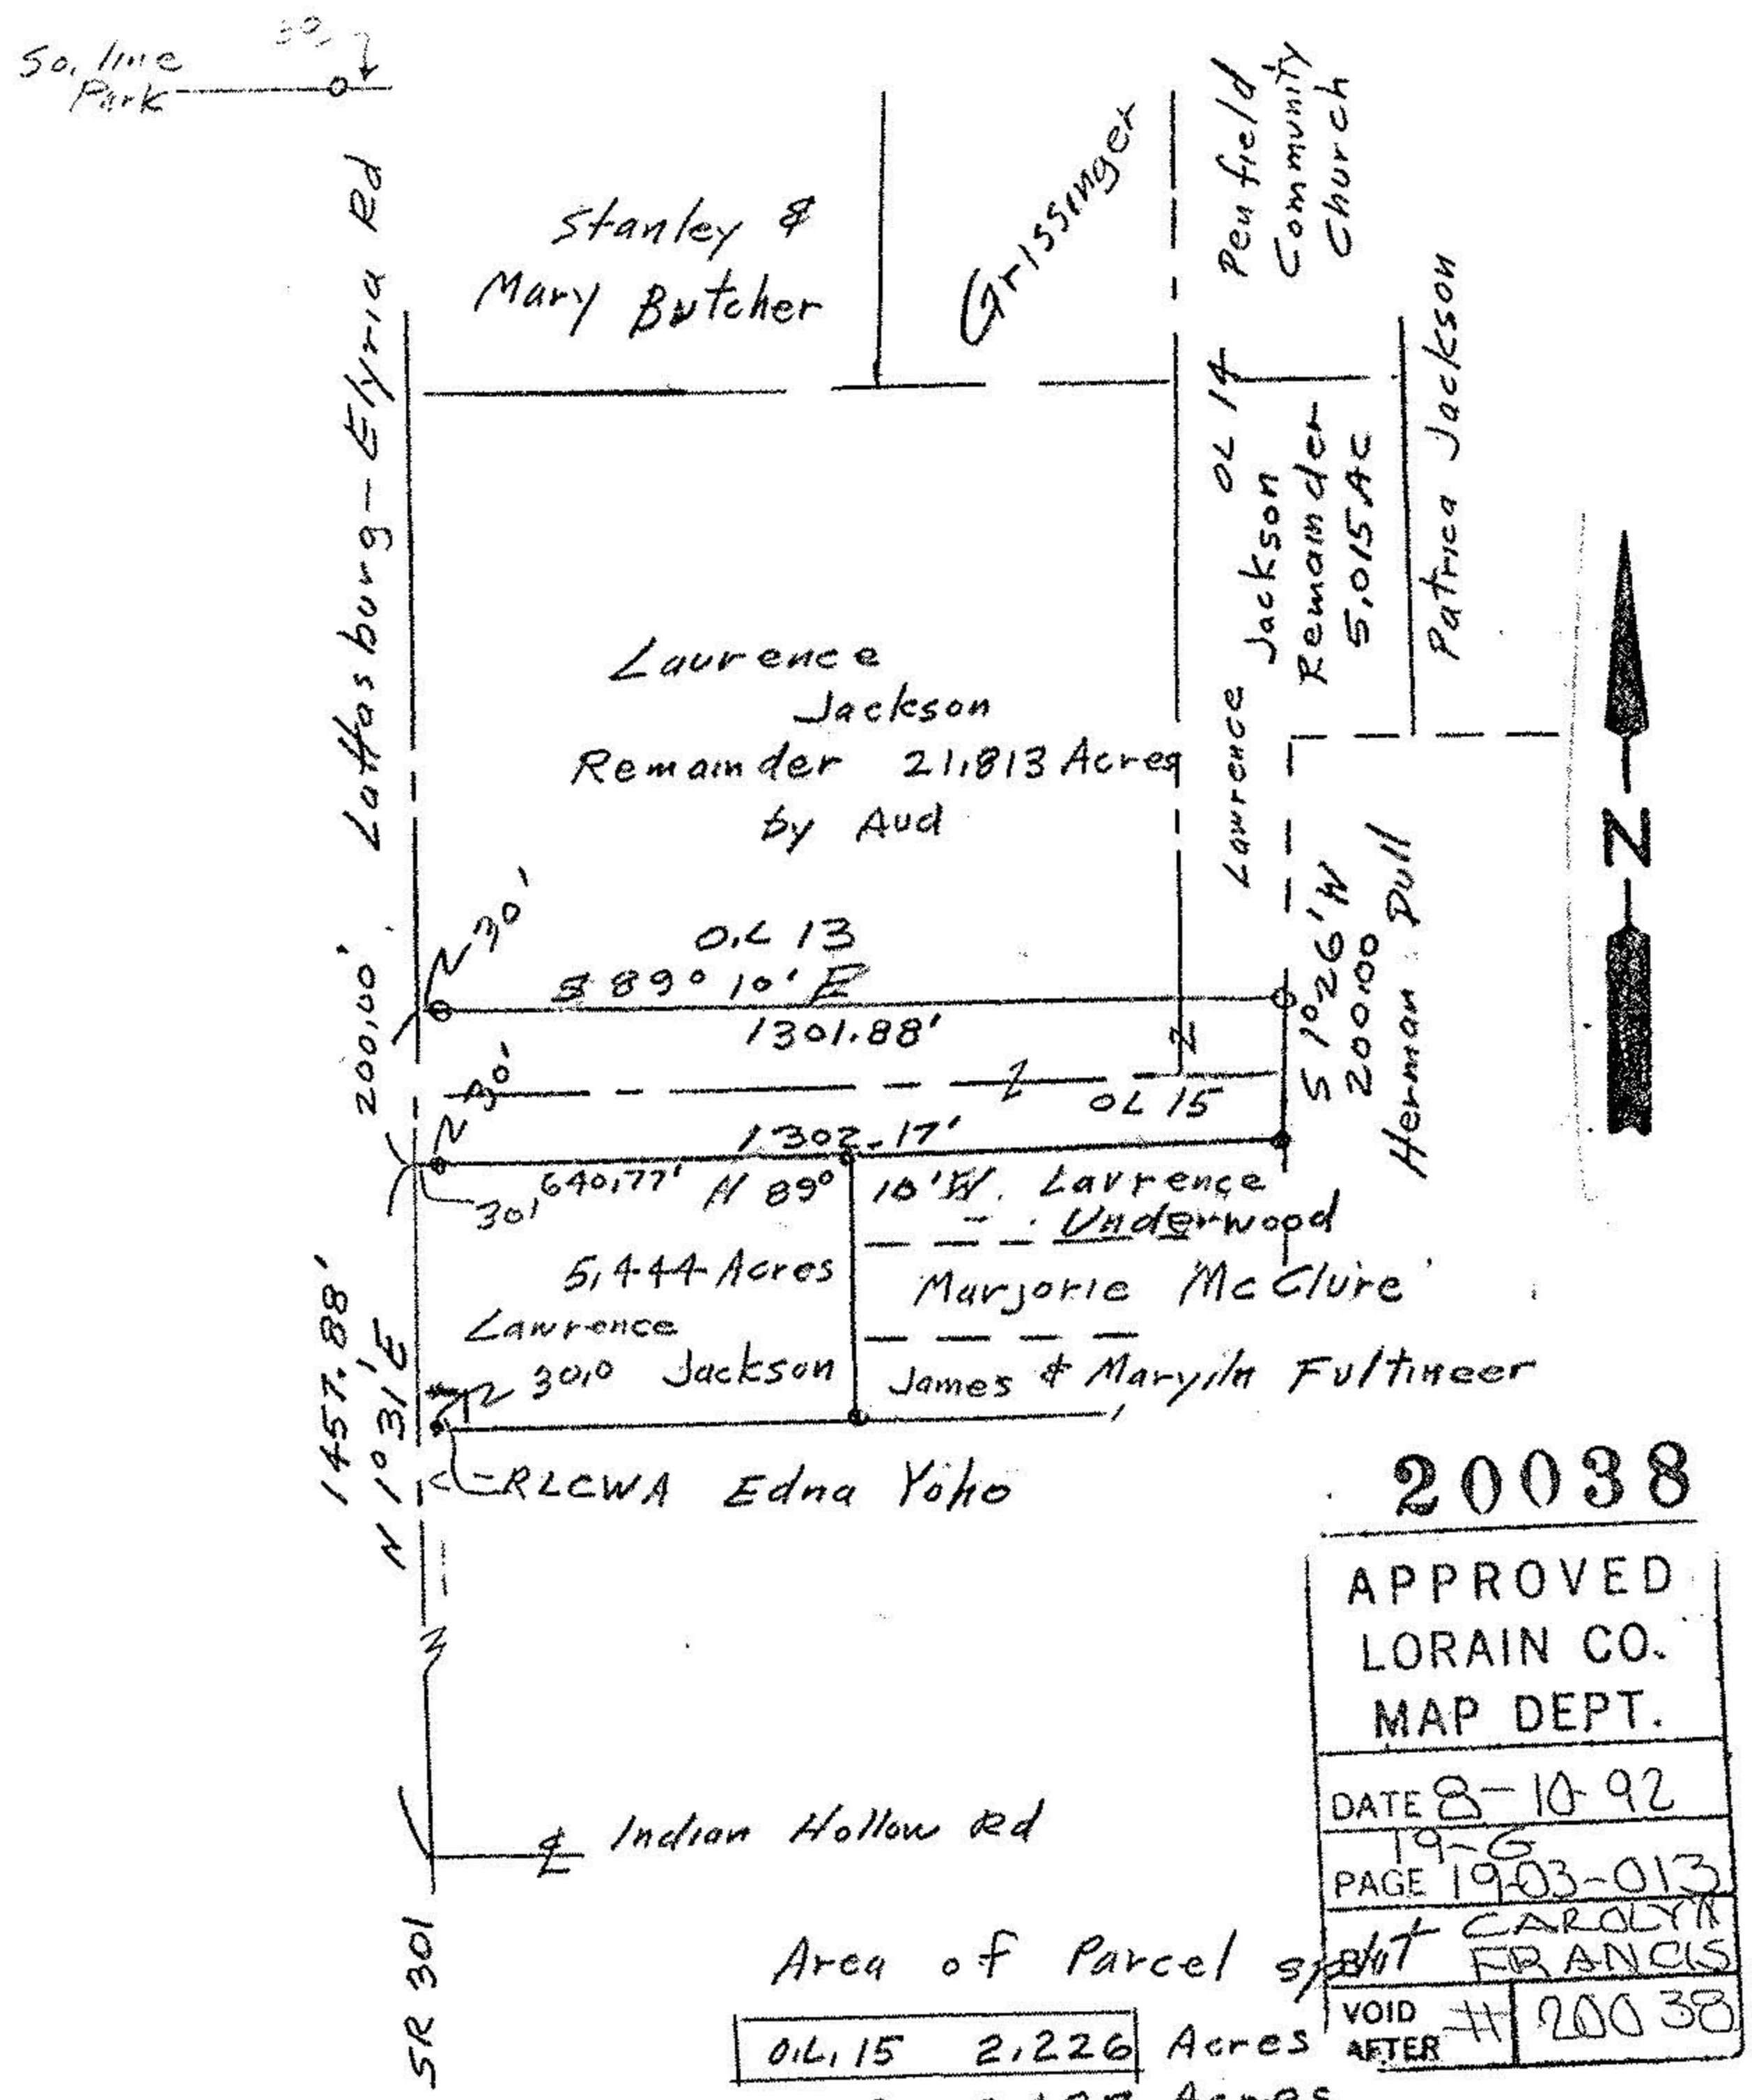 So. line
Park
30'
Stanley &
Mary Butcher
Grissinger
Penfield
Community
Church
Lattasburg-Elyria Rd
OL 14
Lawrence Jackson
Remainder
5.015 AC
Patrica Jackson
Laurence
Jackson
Remainder 21.813 Acres
by Aud
30'
O.L 13
S 89° 10' E
1301.88'
200.00'
S 1° 26' W
200.00
Herman Dull
N
30'
OL 15
1302.17'
640.77' N 89° 10' W.
30'
Lavrence
Underwood
5.444 Acres
Lawrence
Jackson
30.0
Marjorie McClure
James & Maryiln Fultineer
1457.88'
N 1° 31' E
RLCWA Edna Yoho
Indian Hollow Rd
SR 301
20038
APPROVED
LORAIN CO.
MAP DEPT.
DATE 8-10-92
19-G
PAGE 19-03-013
BY CAROLYN
FRANCIS
VOID
AFTER # 20038
Area of Parcel split
O.L. 15 2.226 Acres
Acres